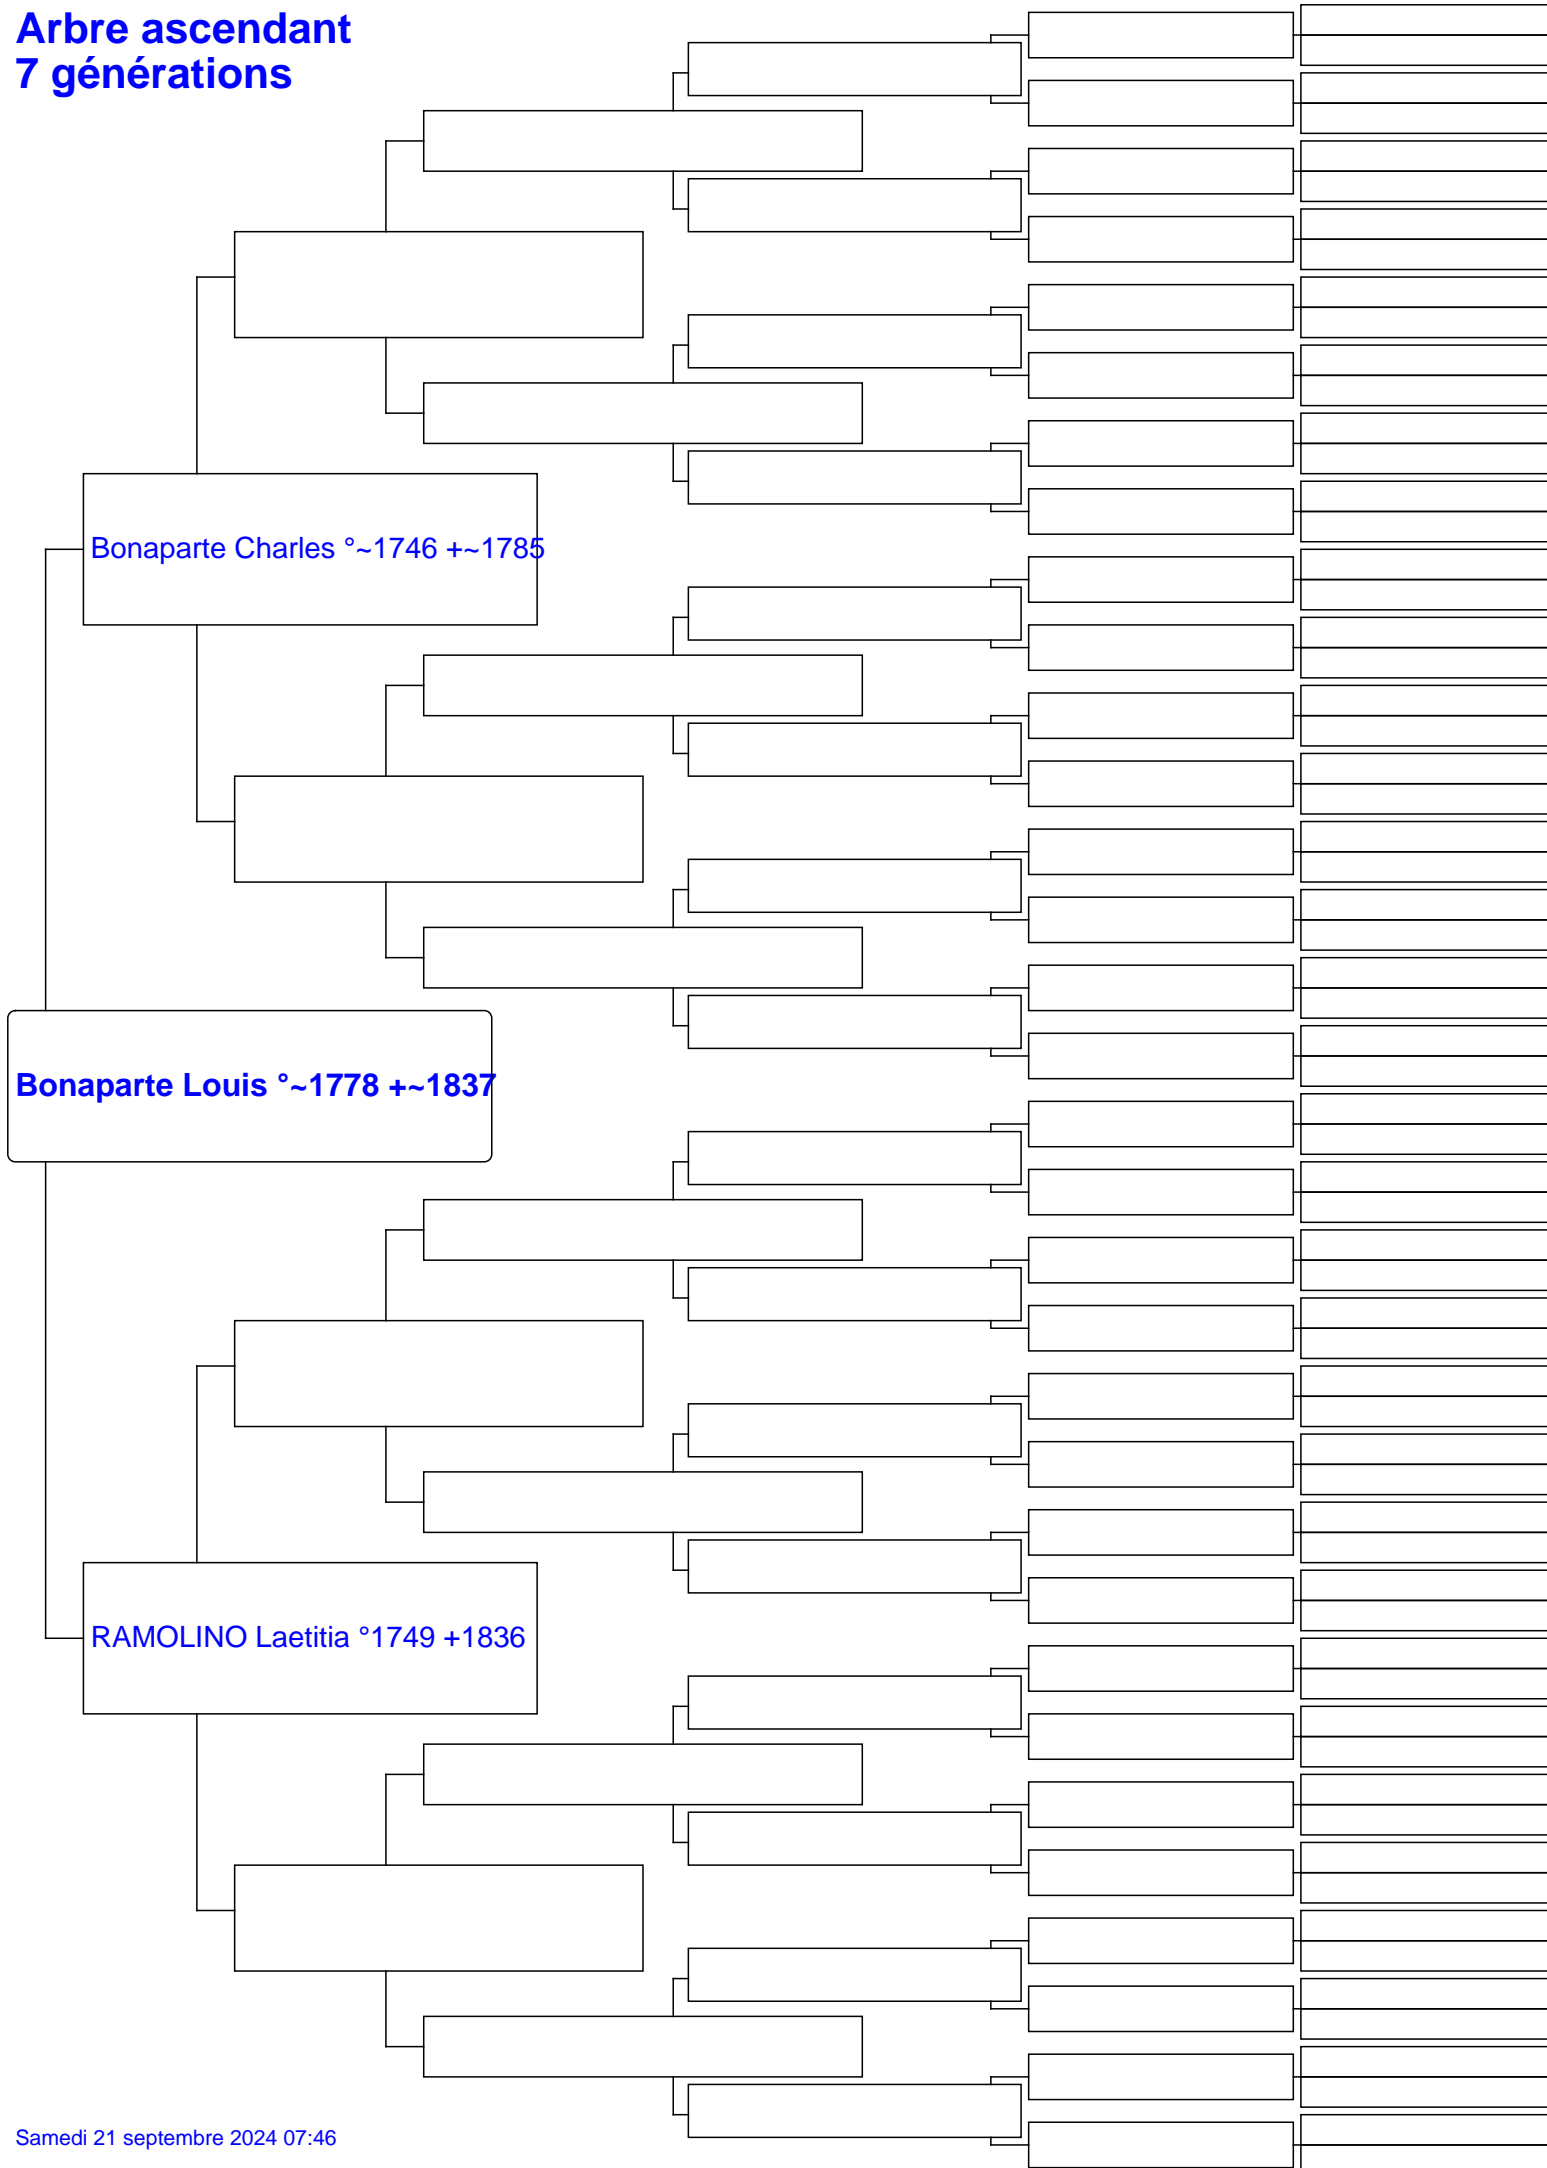 Arbre ascendant
7 générations
Bonaparte Charles °~1746 +~1785
Bonaparte Louis °~1778 +~1837
RAMOLINO Laetitia °1749 +1836
Samedi 21 septembre 2024 07:46